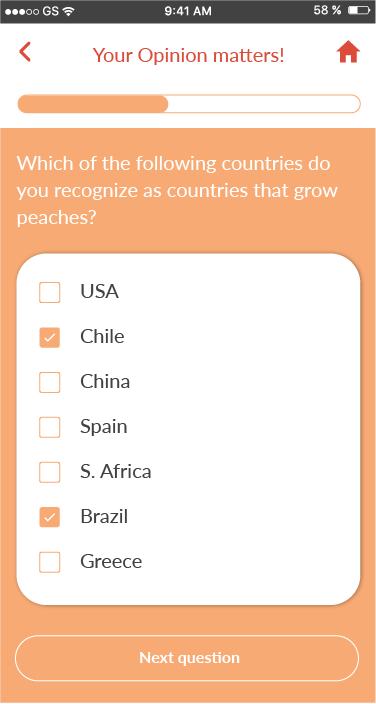 GS 9:41 AM 58 %
Your Opinion matters!
Which of the following countries do
you recognize as countries that grow
peaches?
USA
Chile
China
Spain
S. Africa
Brazil
Greece
Next question